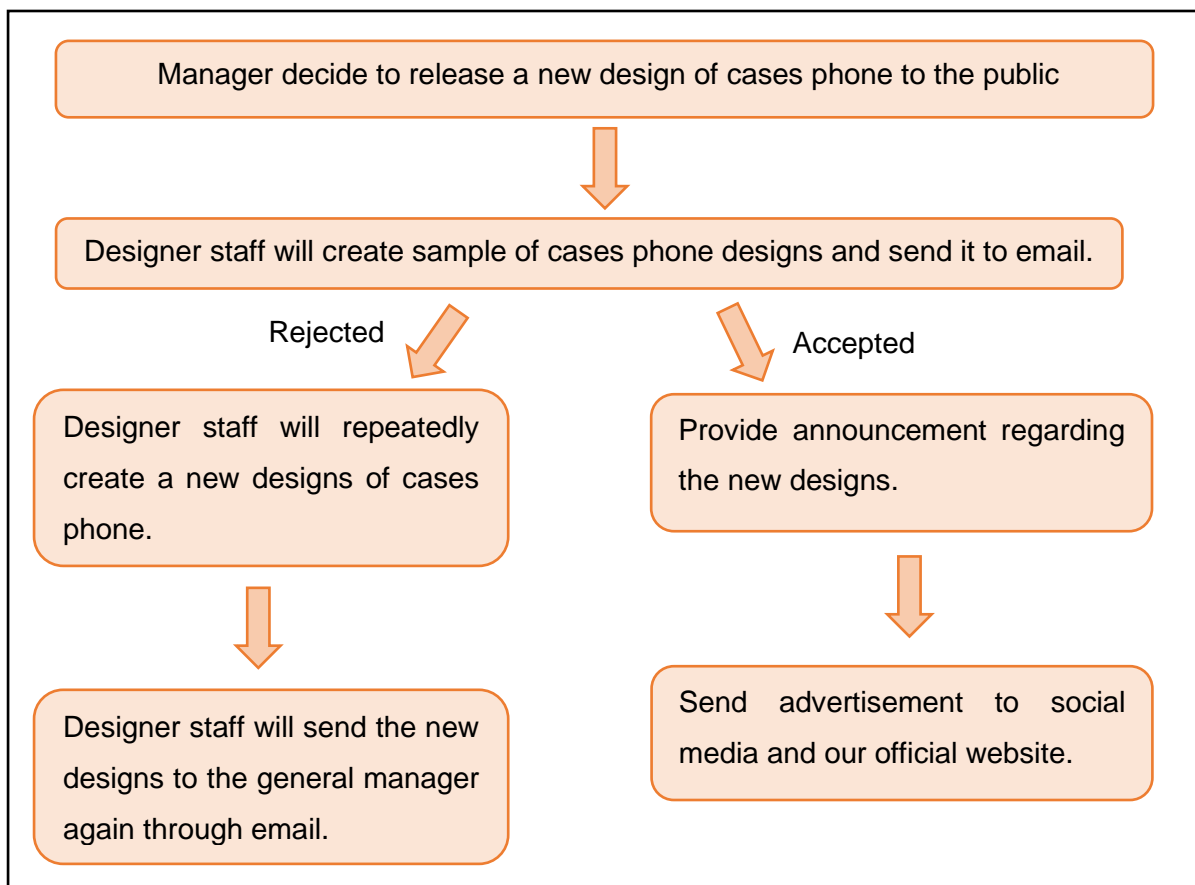 Manager decide to release a new design of cases phone to the public
Designer staff will create sample of cases phone designs and send it to email.
Rejected
Accepted
Designer staff will repeatedly
create a new designs of cases
phone.
Provide announcement regarding
the new designs.
Designer staff will send the new
designs to the general manager
again through email.
Send advertisement to social
media and our official website.